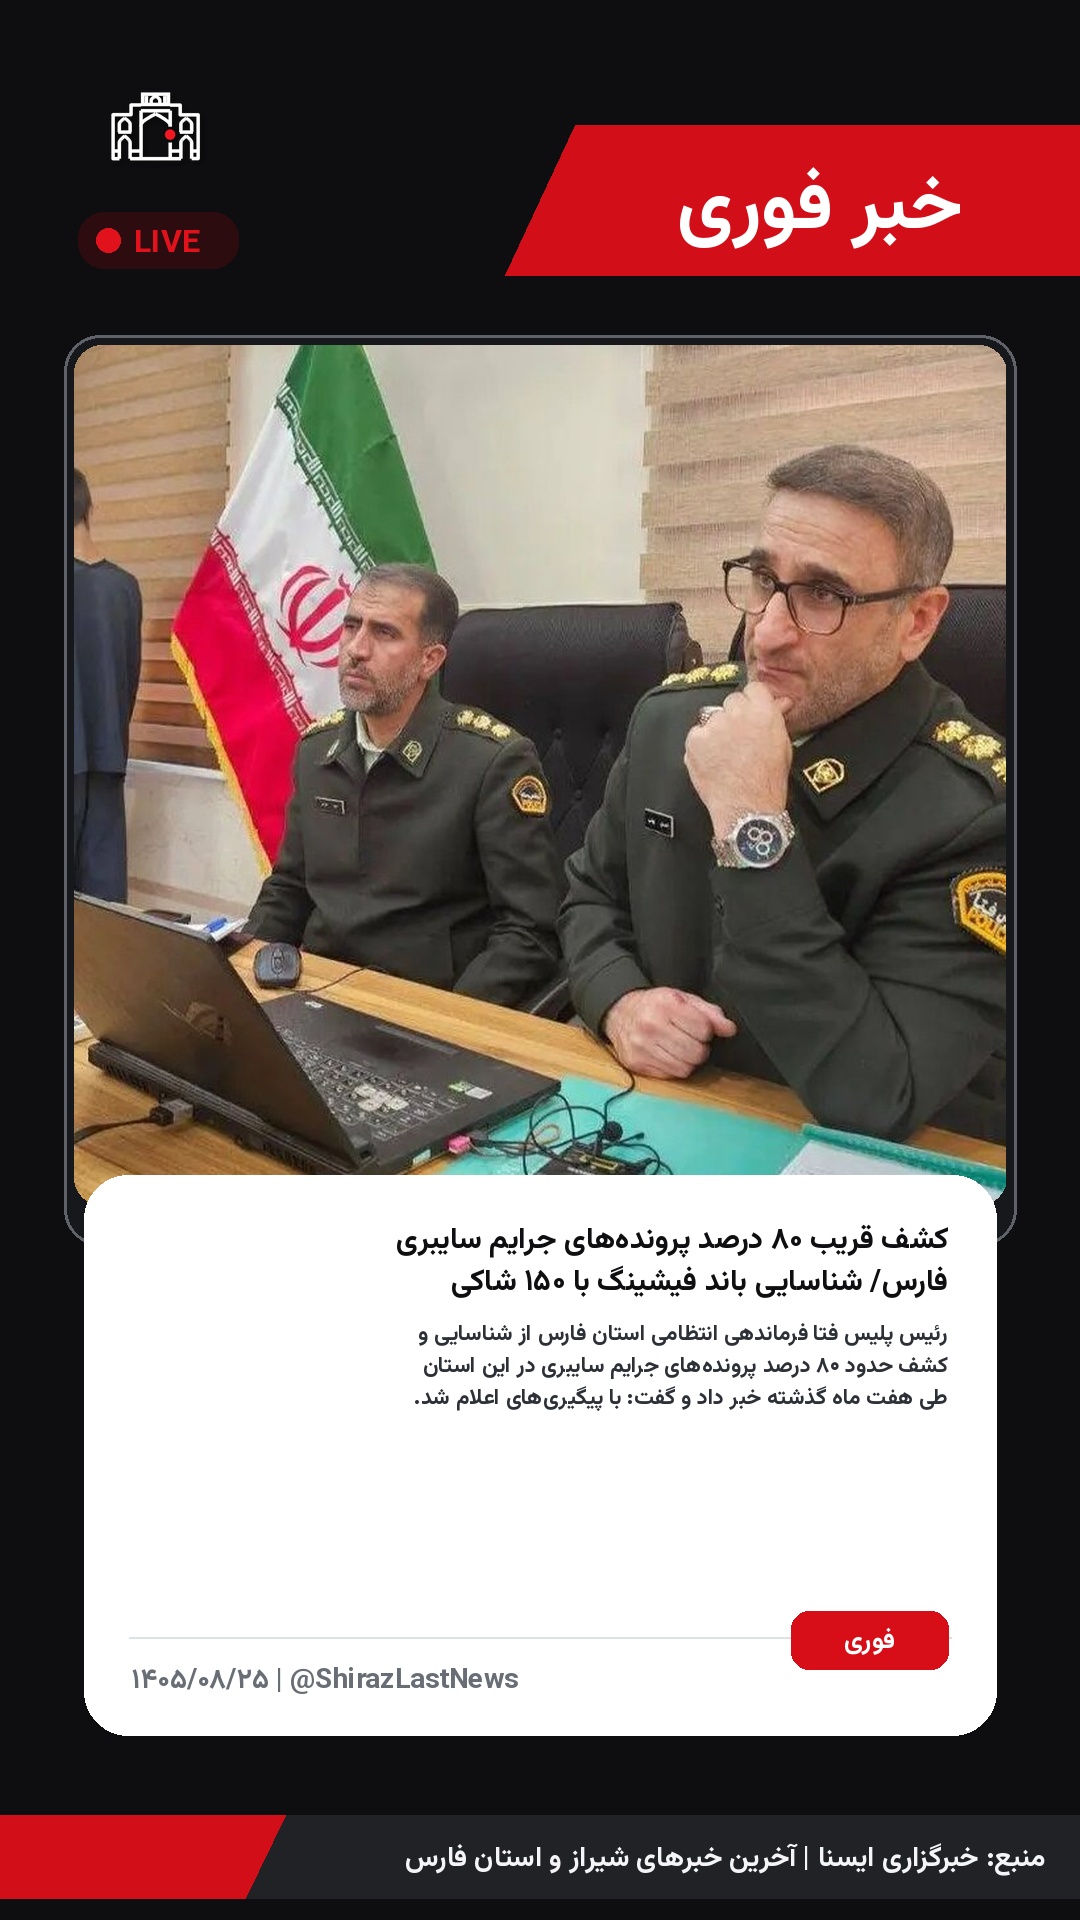 خبر فوری
LIVE
کشف قریب ۸۰ درصد پرونده‌های جرایم سایبری
فارس/ شناسایی باند فیشینگ با ۱۵۰ شاکی
رئیس پلیس فتا فرماندهی انتظامی استان فارس از شناسایی و
کشف حدود ۸۰ درصد پرونده‌های جرایم سایبری در این استان
طی هفت ماه گذشته خبر داد و گفت: با پیگیری‌های اعلام شد.
فوری
۱۴۰۵/۰۸/۲۵ | @ShirazLastNews
منبع: خبرگزاری ایسنا | آخرین خبرهای شیراز و استان فارس